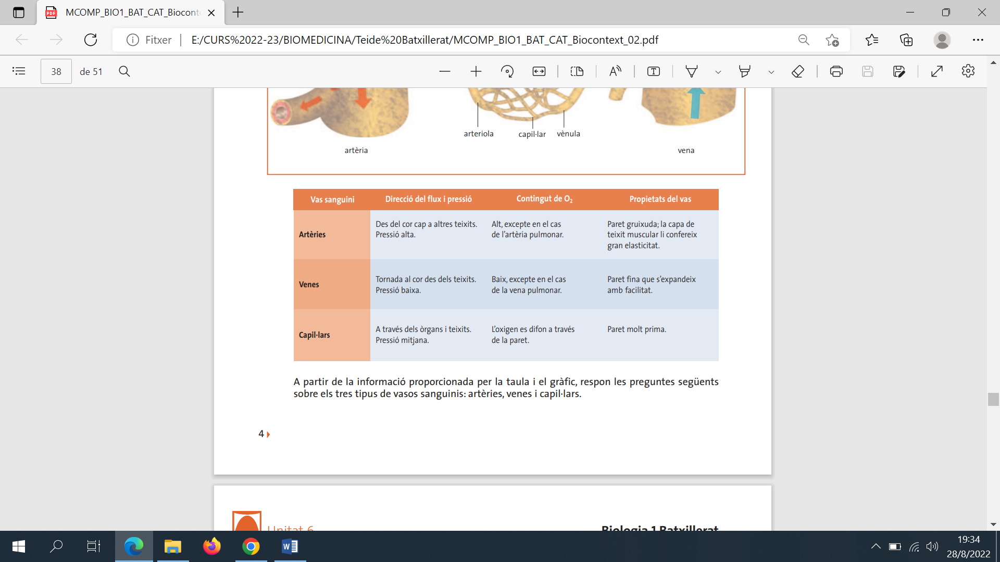 MCOMP_BIO1_BAT_CAT_Bioconte
Fitxer
E:/CURS%2022-23/BIOMEDICINA/Teide%20Batxillerat/MCOMP_BIO1_BAT_CAT_Biocontext_02.pdf
38 de 51
arteriola
capil·lar
vènula
artèria
vena
Vas sanguini
Direcció del flux i pressió
Contingut de O₂
Propietats del vas
Artèries
Des del cor cap a altres teixits.
Pressió alta.
Alt, excepte en el cas
de l'artèria pulmonar.
Paret gruixuda; la capa de
teixit muscular li confereix
gran elasticitat.
Venes
Tornada al cor des dels teixits.
Pressió baixa.
Baix, excepte en el cas
de la vena pulmonar.
Paret fina que s'expandeix
amb facilitat.
Capil·lars
A través dels òrgans i teixits.
Pressió mitjana.
L'oxigen es difon a través
de la paret.
Paret molt prima.
A partir de la informació proporcionada per la taula i el gràfic, respon les preguntes següents
sobre els tres tipus de vasos sanguinis: artèries, venes i capil·lars.
4
Unitat 6
Biologia 1 Batxillerat
19:34
28/8/2022